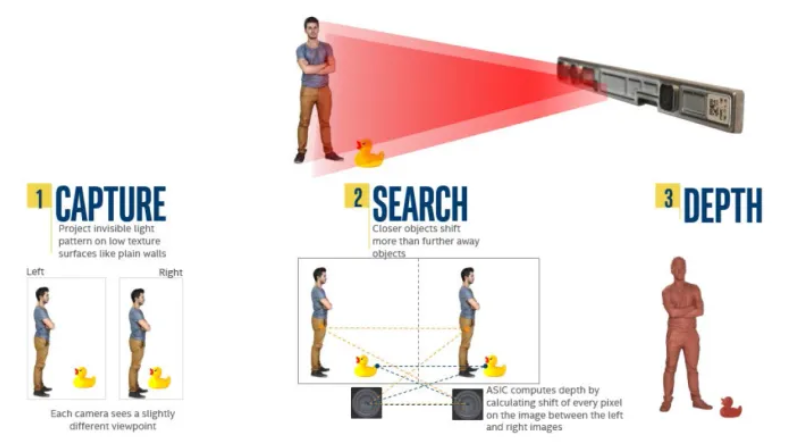 1 CAPTURE
Project invisible light
pattern on low texture
surfaces like plain walls
Left
Right
Each camera sees a slightly
different viewpoint
2 SEARCH
Closer objects shift
more than further away
objects
ASIC computes depth by
calculating shift of every pixel
on the image between the left
and right images
3 DEPTH